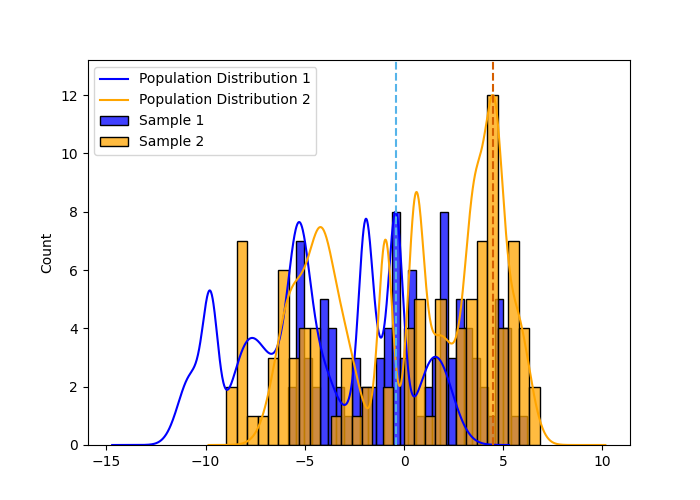 Population Distribution 1
Population Distribution 2
Sample 1
Sample 2
Count
12
10
8
6
4
2
0
−15 −10 −5 0 5 10